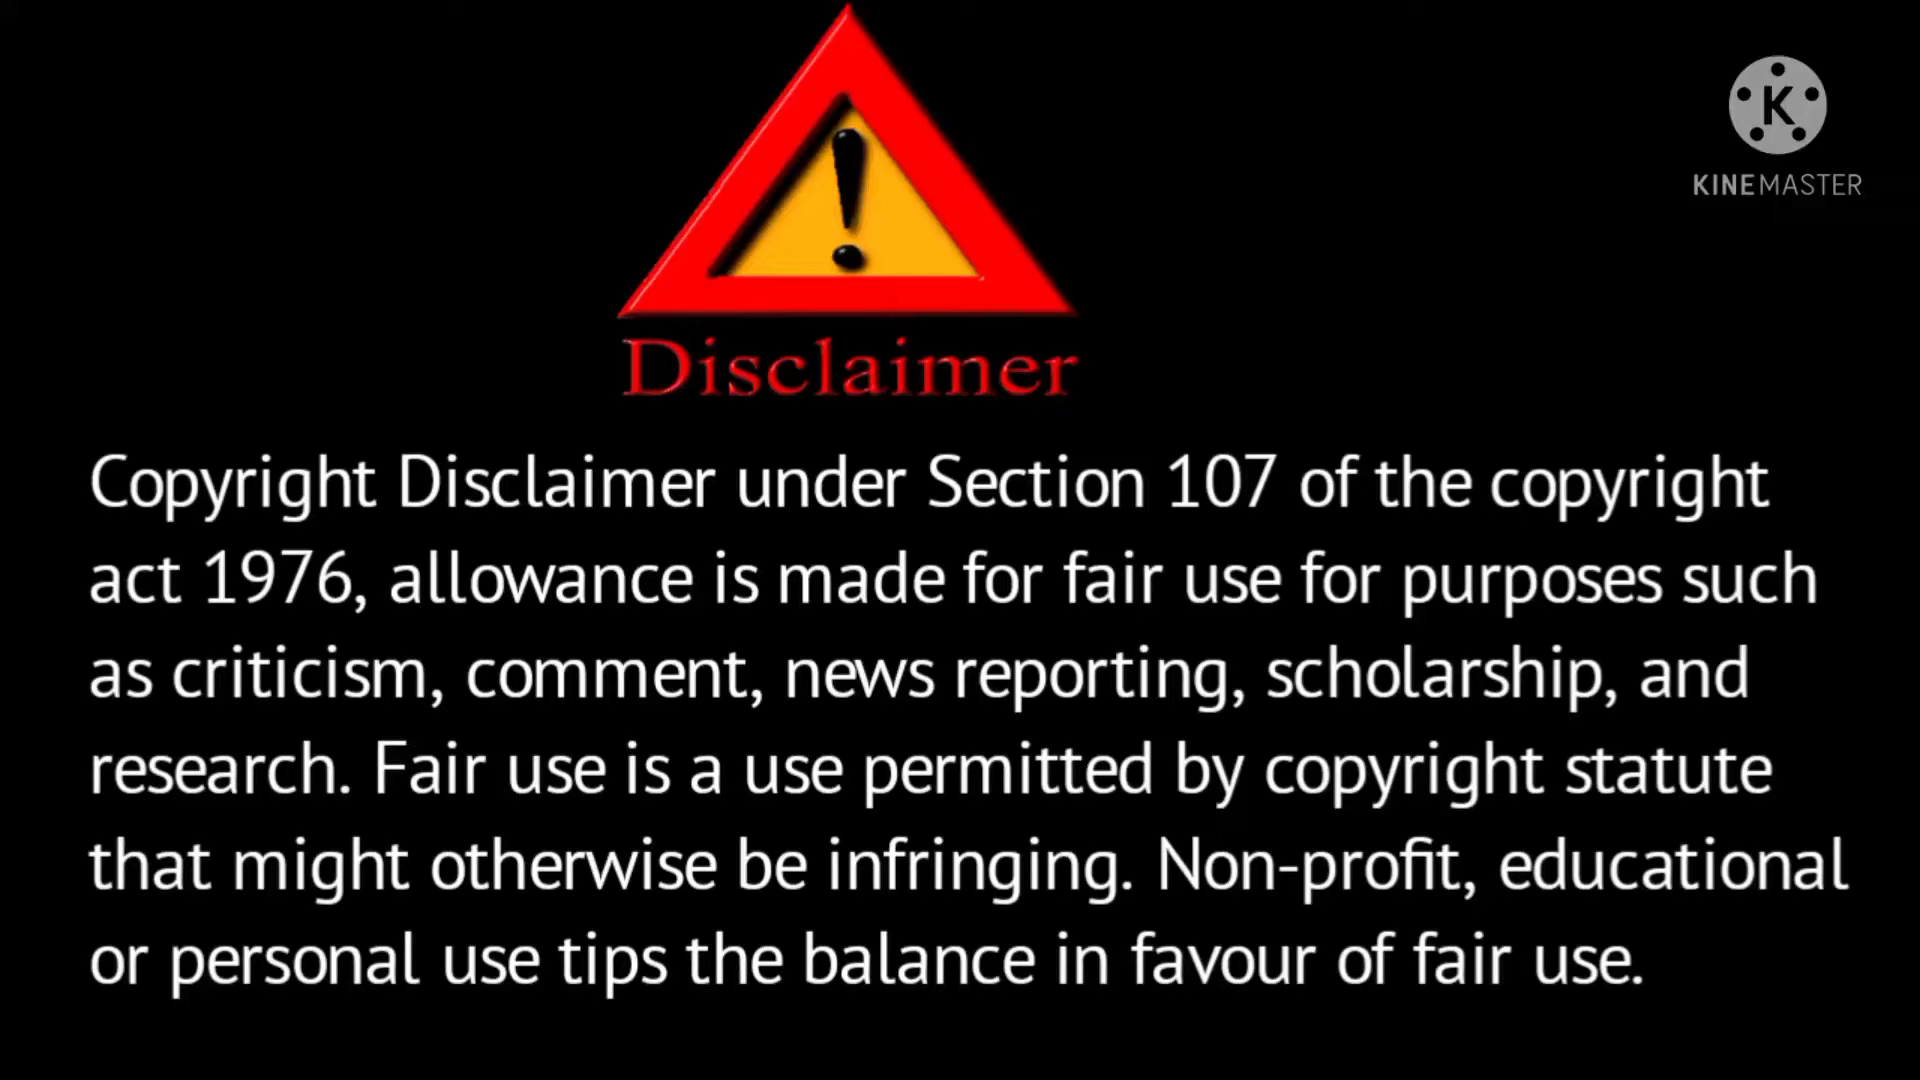 KINEMASTER
Disclaimer
Copyright Disclaimer under Section 107 of the copyright
act 1976, allowance is made for fair use for purposes such
as criticism, comment, news reporting, scholarship, and
research. Fair use is a use permitted by copyright statute
that might otherwise be infringing. Non-profit, educational
or personal use tips the balance in favour of fair use.